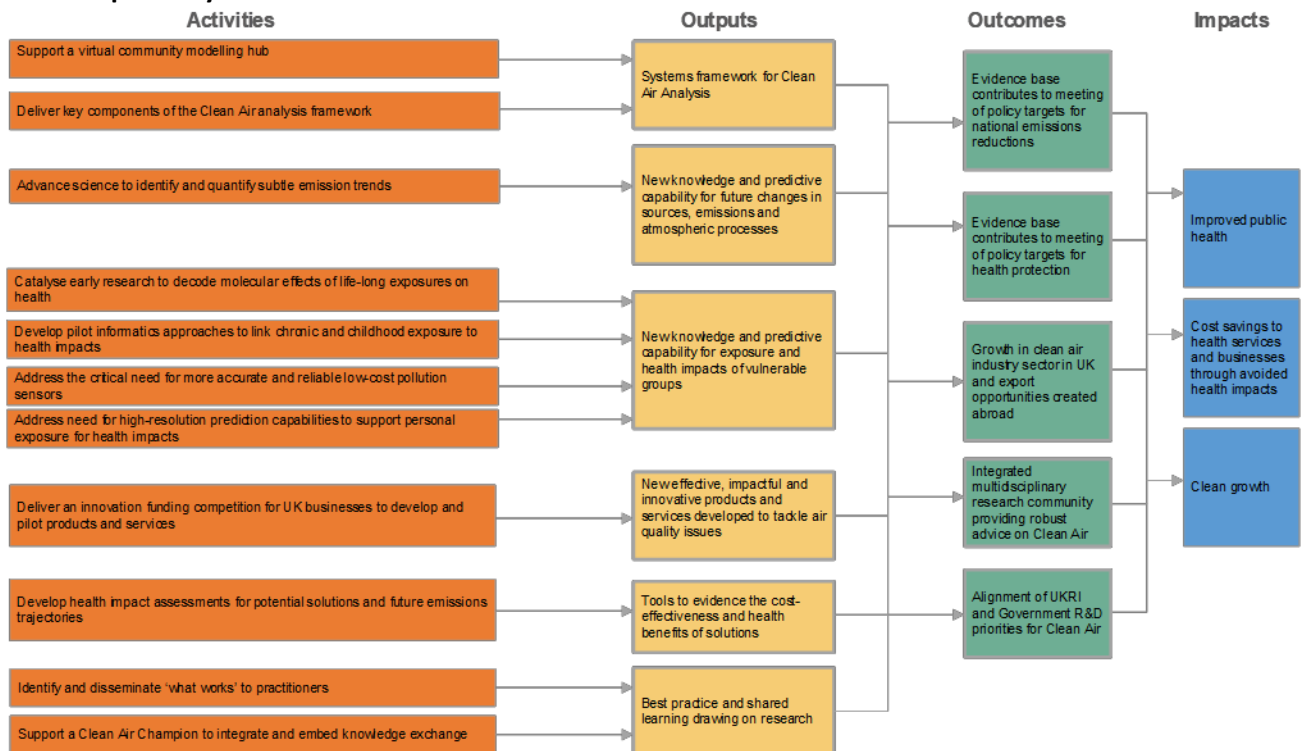 Activities
Outputs
Outcomes
Impacts
Support a virtual community modelling hub
Deliver key components of the Clean Air analysis framework
Advance science to identify and quantify subtle emission trends
Catalyse early research to decode molecular effects of life-long exposures on
health
Develop pilot informatics approaches to link chronic and childhood exposure to
health impacts
Address the critical need for more accurate and reliable low-cost pollution
sensors
Address need for high-resolution prediction capabilities to support personal
exposure for health impacts
Deliver an innovation funding competition for UK businesses to develop and
pilot products and services
Develop health impact assessments for potential solutions and future emissions
trajectories
Identify and disseminate ‘what works’ to practitioners
Support a Clean Air Champion to integrate and embed knowledge exchange
Systems framework for Clean
Air Analysis
New knowledge and predictive
capability for future changes in
sources, emissions and
atmospheric processes
New knowledge and predictive
capability for exposure and
health impacts of vulnerable
groups
New effective, impactful and
innovative products and
services developed to tackle air
quality issues
Tools to evidence the cost-
effectiveness and health
benefits of solutions
Best practice and shared
learning drawing on research
Evidence base
contributes to meeting
of policy targets for
national emissions
reductions
Evidence base
contributes to meeting
of policy targets for
health protection
Growth in clean air
industry sector in UK
and export
opportunities created
abroad
Integrated
multidisciplinary
research community
providing robust
advice on Clean Air
Alignment of UKRI
and Government R&D
priorities for Clean Air
Improved public
health
Cost savings to
health services
and businesses
through avoided
health impacts
Clean growth